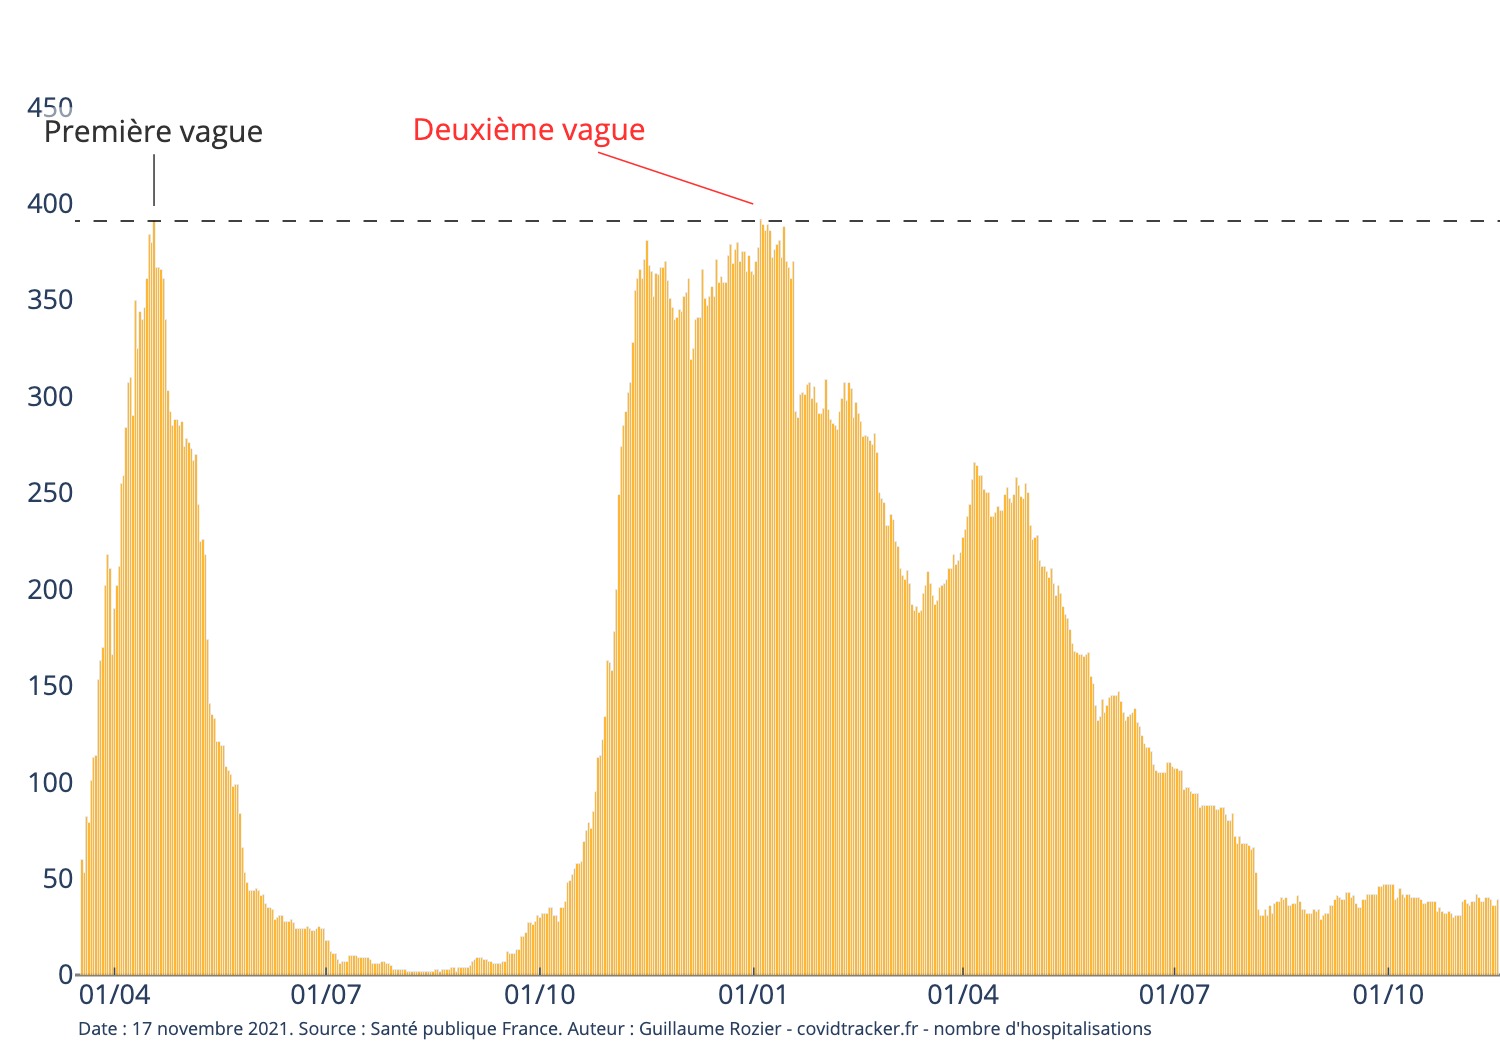 450
Première vague
Deuxième vague
400
350
300
250
200
150
100
50
0
01/04 01/07 01/10 01/01 01/04 01/07 01/10
Date : 17 novembre 2021. Source : Santé publique France. Auteur : Guillaume Rozier - covidtracker.fr - nombre d'hospitalisations